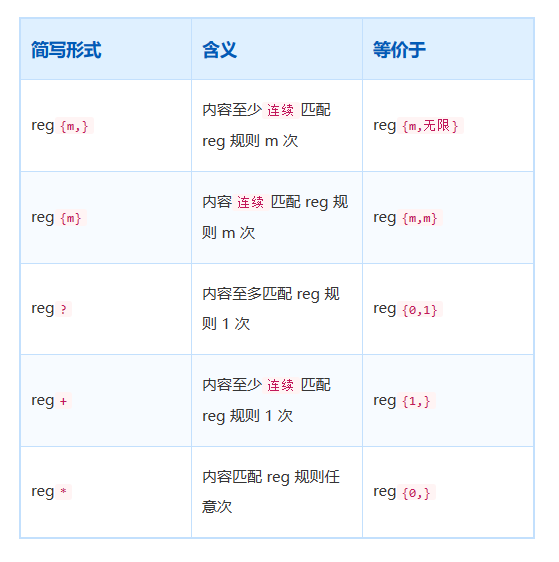 简写形式 含义 等价于
内容至少 连续 匹配
reg {m,} reg {m,无限}
reg 规则 m 次
内容 连续 匹配 reg 规
reg {m} reg {m,m}
则 m 次
内容至多匹配 reg 规
reg ? reg {0,1}
则 1 次
内容至少 连续 匹配
reg + reg {1,}
reg 规则 1 次
内容匹配 reg 规则任
reg * reg {0,}
意次